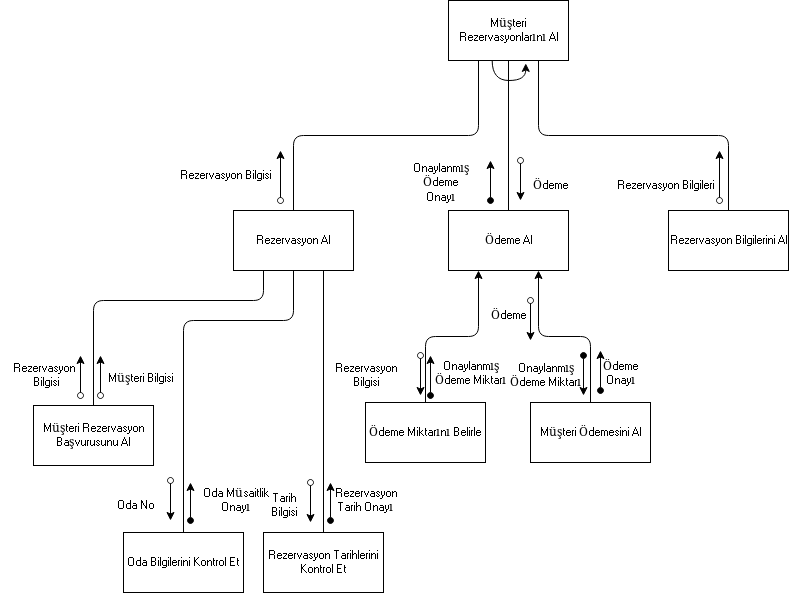 Müşteri
Rezervasyonlarını Al
Rezervasyon Bilgisi
Onaylanmış
Ödeme
Onayı
Ödeme
Rezervasyon Bilgileri
Rezervasyon Al
Ödeme Al
Rezervasyon Bilgilerini Al
Ödeme
Rezervasyon
Bilgisi
Müşteri Bilgisi
Rezervasyon
Bilgisi
Onaylanmış
Ödeme Miktarı
Onaylanmış
Ödeme Miktarı
Ödeme
Onayı
Müşteri Rezervasyon
Başvurusunu Al
Ödeme Miktarını Belirle
Müşteri Ödemesini Al
Oda No
Oda Müsaitlik
Onayı
Tarih
Bilgisi
Rezervasyon
Tarih Onayı
Oda Bilgilerini Kontrol Et
Rezervasyon Tarihlerini
Kontrol Et